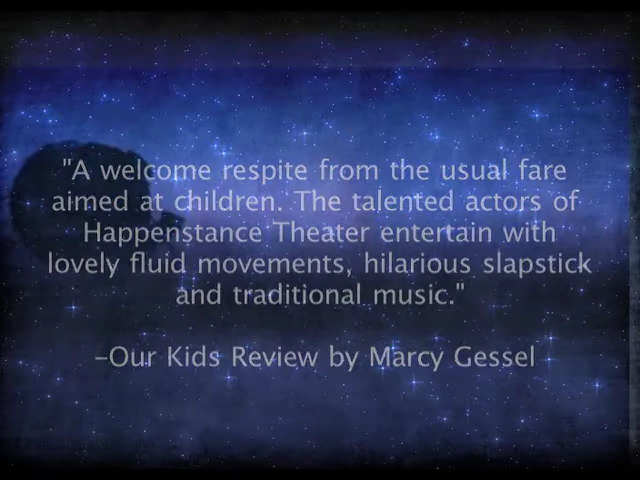 "A welcome respite from the usual fare
aimed at children. The talented actors of
Happenstance Theater entertain with
lovely fluid movements, hilarious slapstick
and traditional music."
–Our Kids Review by Marcy Gessel